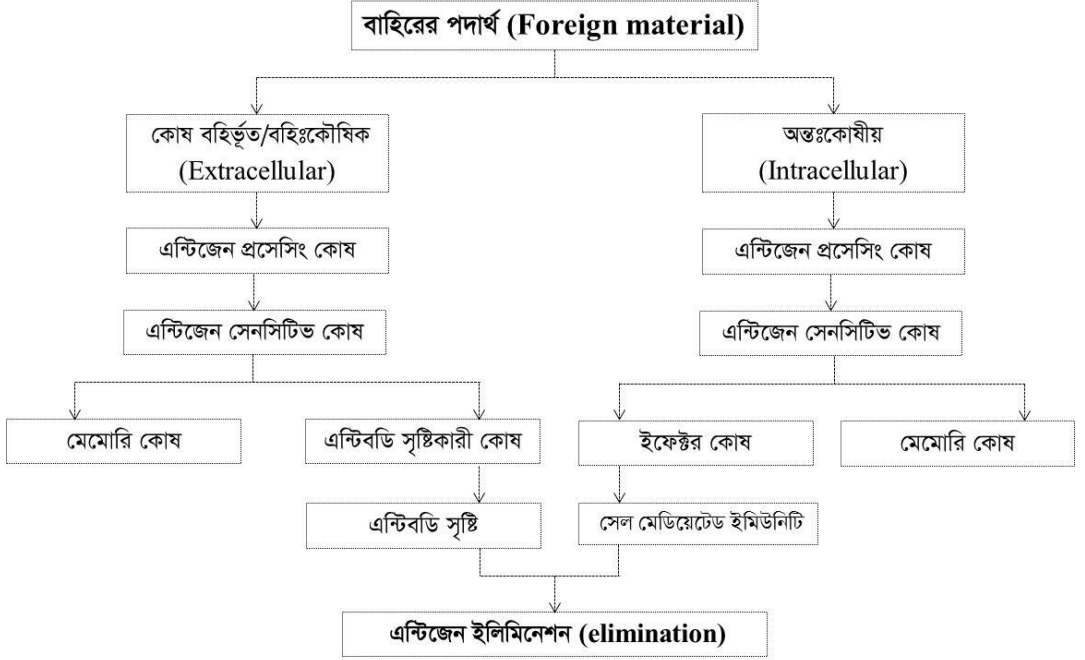 বাহিরের পদার্থ (Foreign material)
কোষ বহির্ভূত/বহিঃকৌষিক
(Extracellular)
অন্তঃকোষীয়
(Intracellular)
এন্টিজেন প্রসেসিং কোষ
এন্টিজেন প্রসেসিং কোষ
এন্টিজেন সেনসিটিভ কোষ
এন্টিজেন সেনসিটিভ কোষ
মেমোরি কোষ
এন্টিবডি সৃষ্টিকারী কোষ
ইফেক্টর কোষ
মেমোরি কোষ
এন্টিবডি সৃষ্টি
সেল মেডিয়েটেড ইমিউনিটি
এন্টিজেন ইলিমিনেশন (elimination)